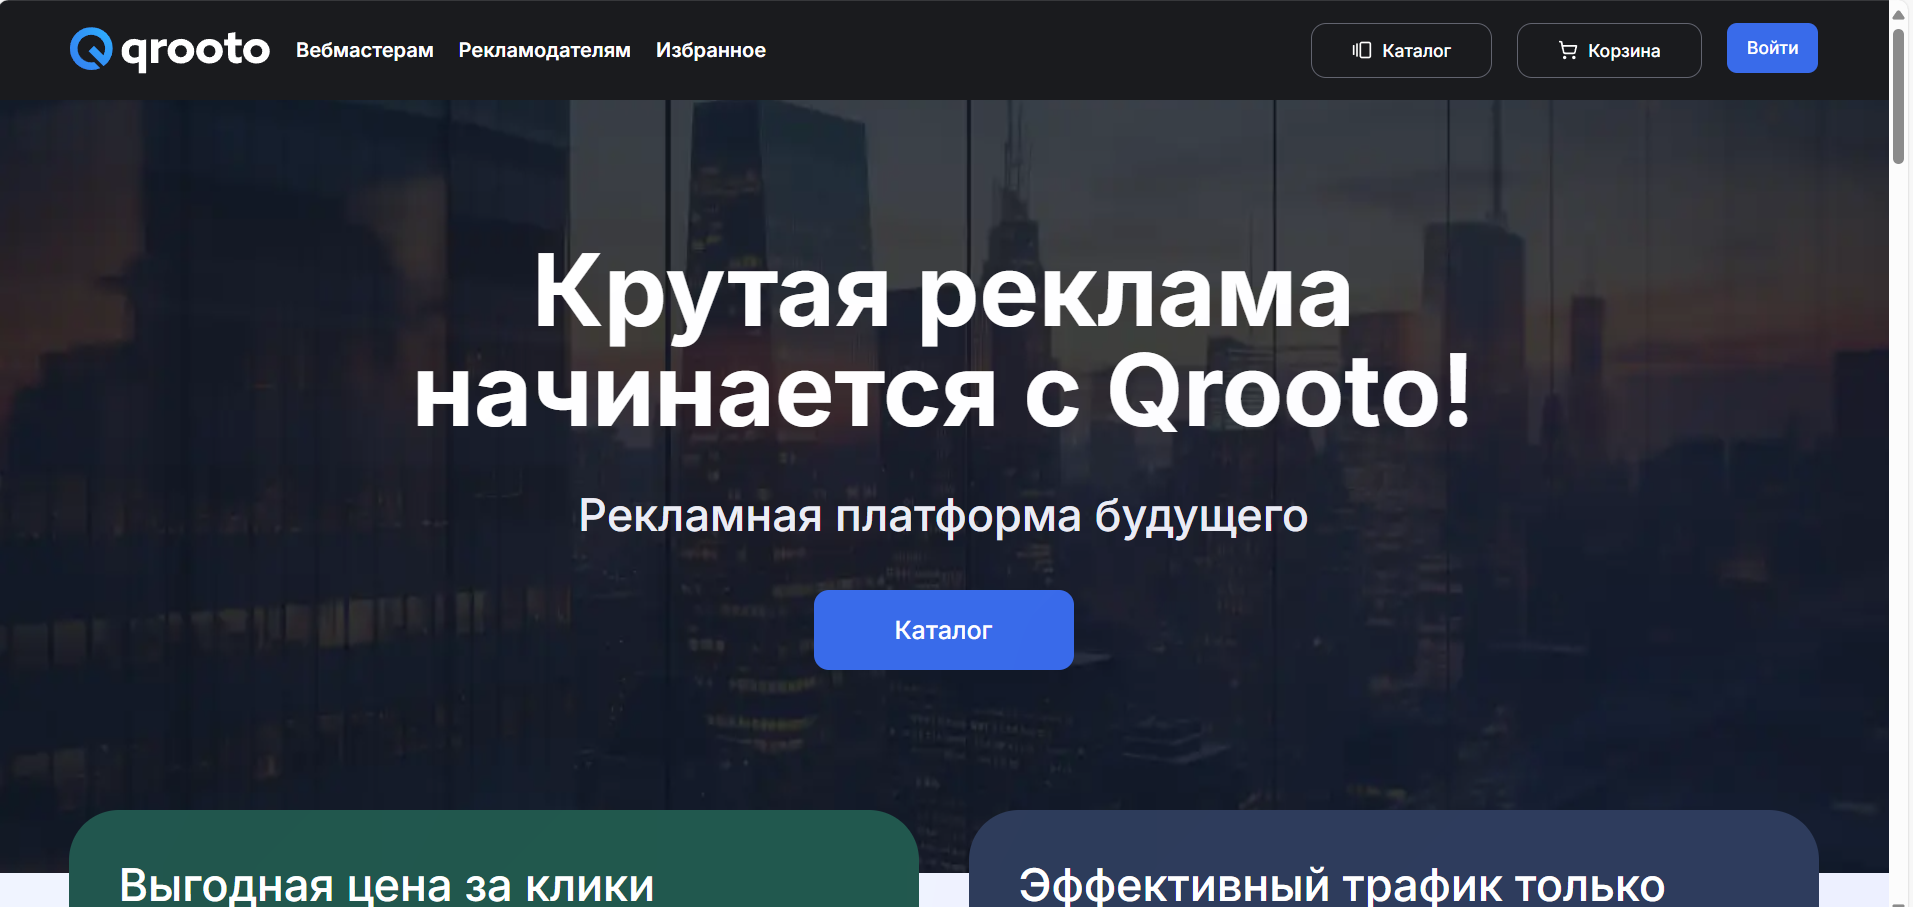 qrooto
Вебмастерам
Рекламодателям
Избранное
Каталог
Корзина
Войти
Крутая реклама
начинается с Qrooto!
Рекламная платформа будущего
Каталог
Выгодная цена за клики
Эффективный трафик только